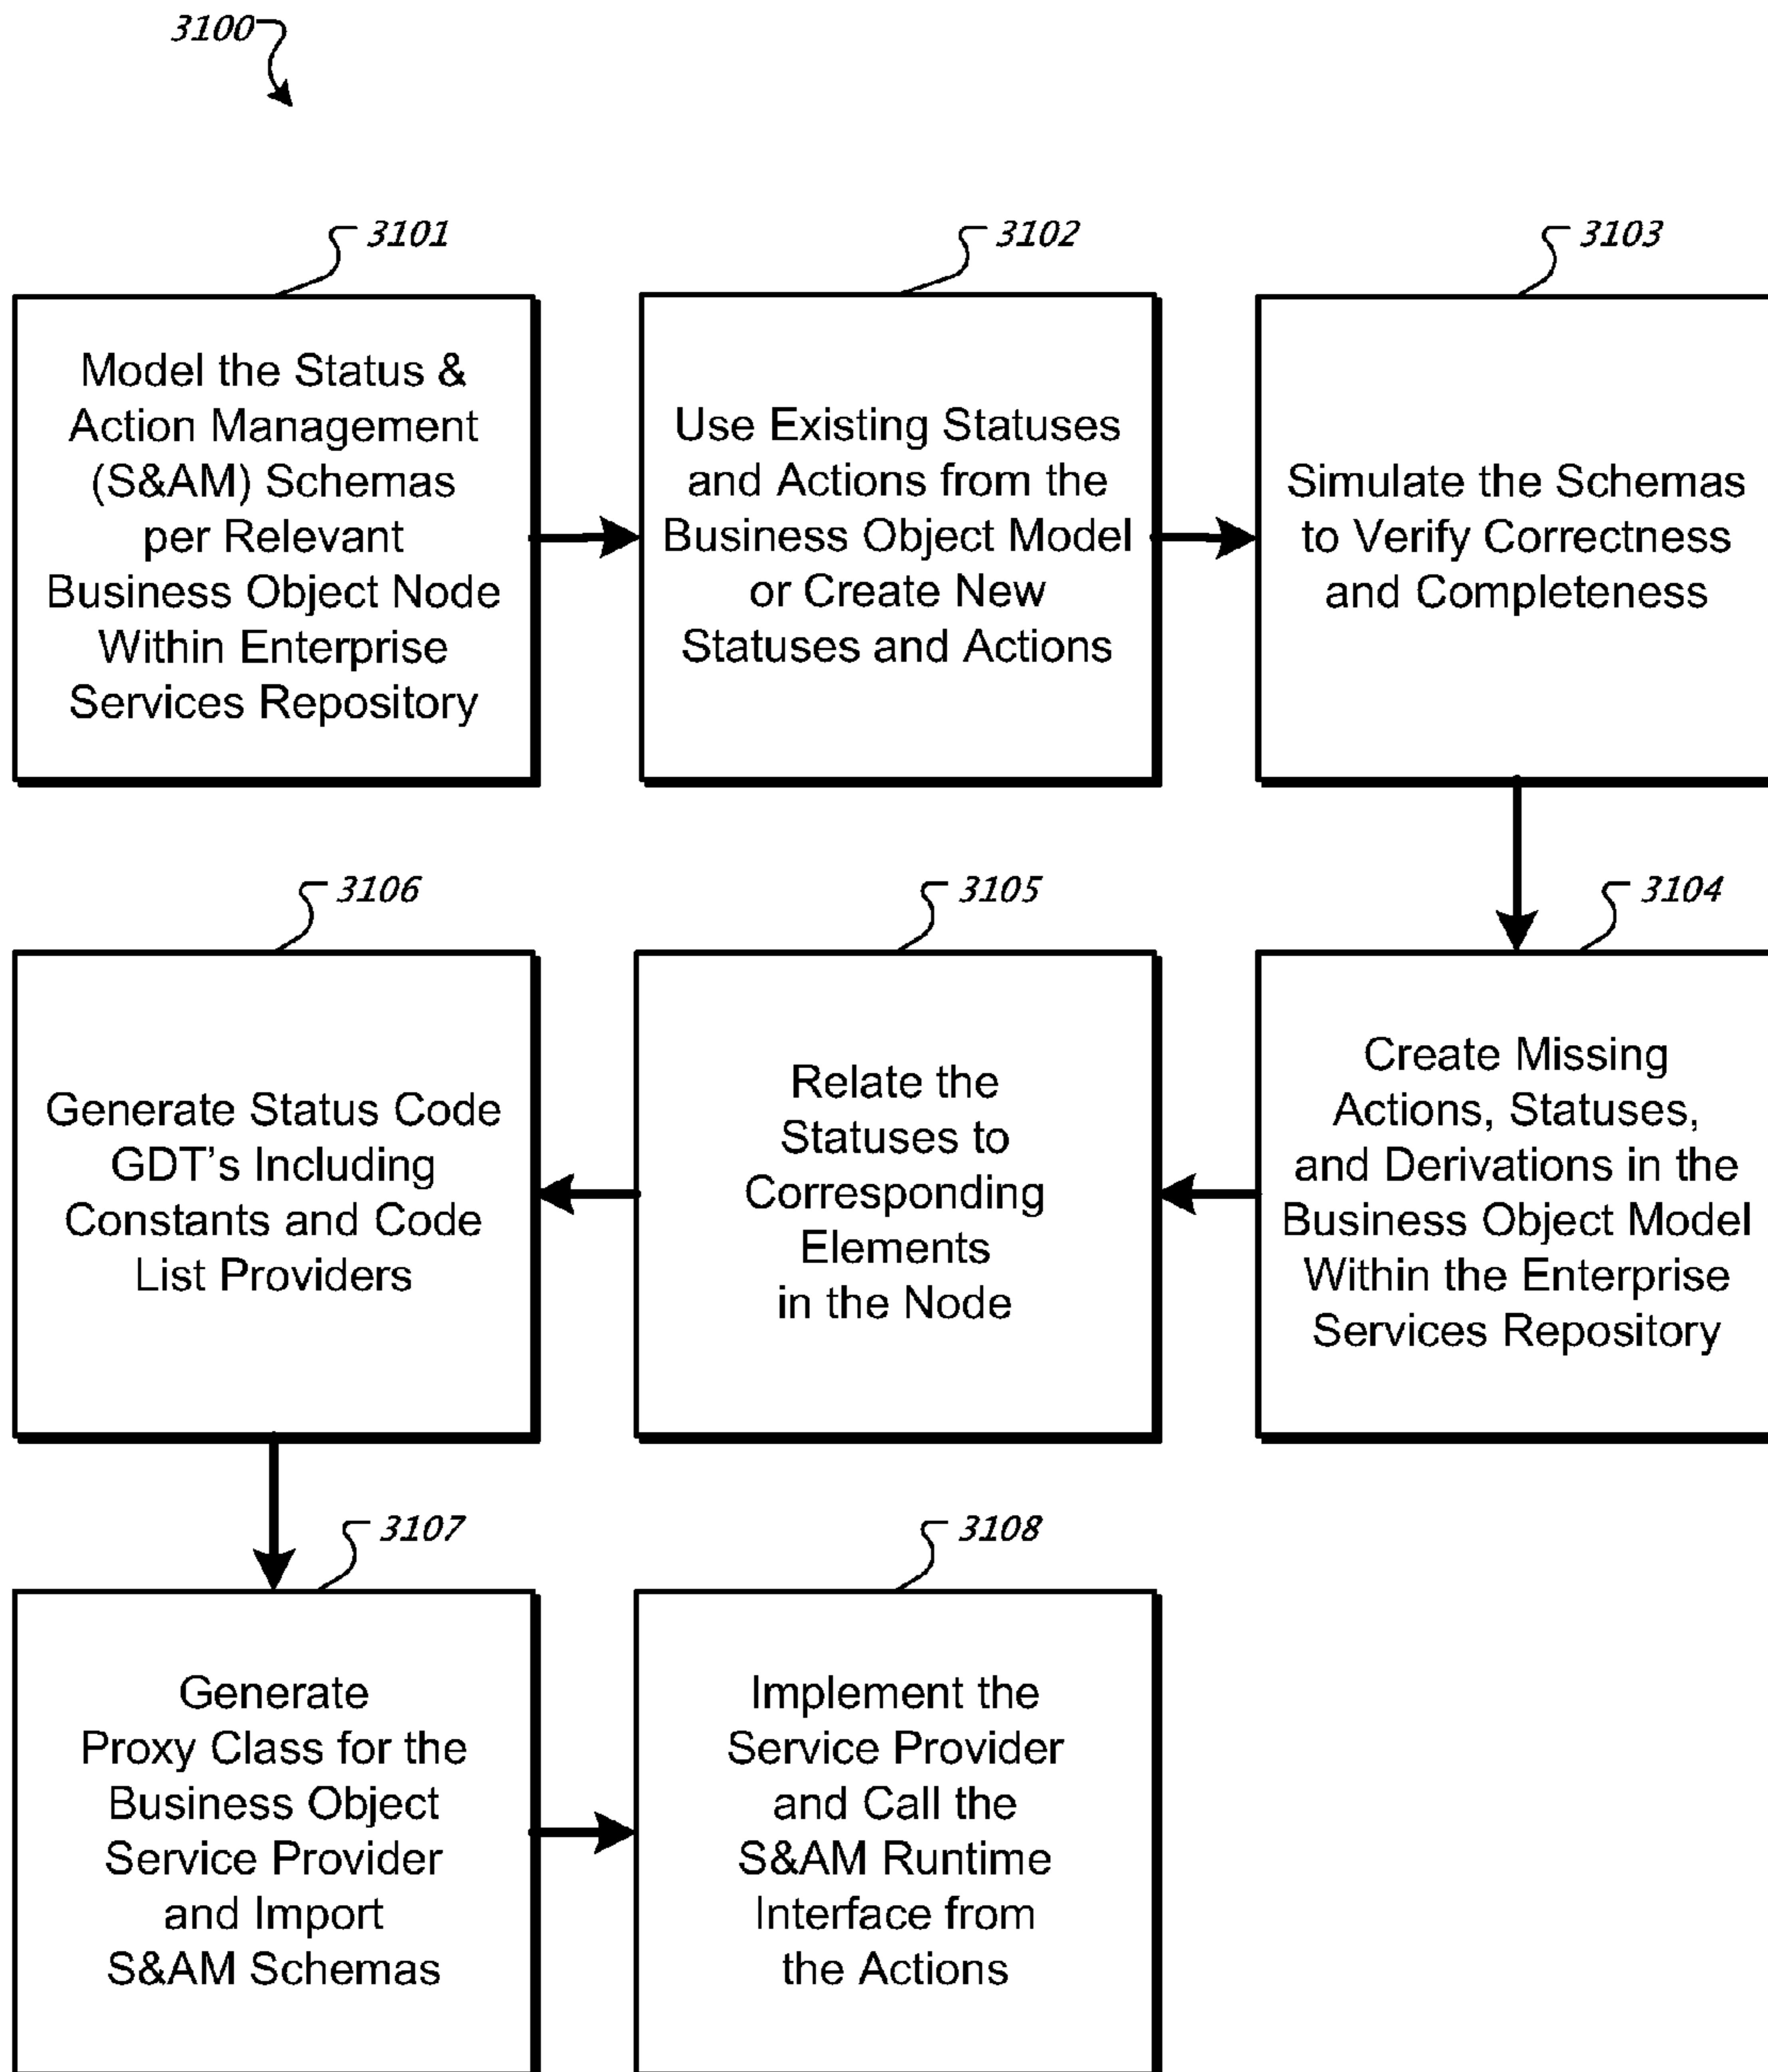 3100
3101
Model the Status &
Action Management
(S&AM) Schemas
per Relevant
Business Object Node
Within Enterprise
Services Repository
3102
Use Existing Statuses
and Actions from the
Business Object Model
or Create New
Statuses and Actions
3103
Simulate the Schemas
to Verify Correctness
and Completeness
3104
Create Missing
Actions, Statuses,
and Derivations in the
Business Object Model
Within the Enterprise
Services Repository
3105
Relate the
Statuses to
Corresponding
Elements
in the Node
3106
Generate Status Code
GDT's Including
Constants and Code
List Providers
3107
Generate
Proxy Class for the
Business Object
Service Provider
and Import
S&AM Schemas
3108
Implement the
Service Provider
and Call the
S&AM Runtime
Interface from
the Actions